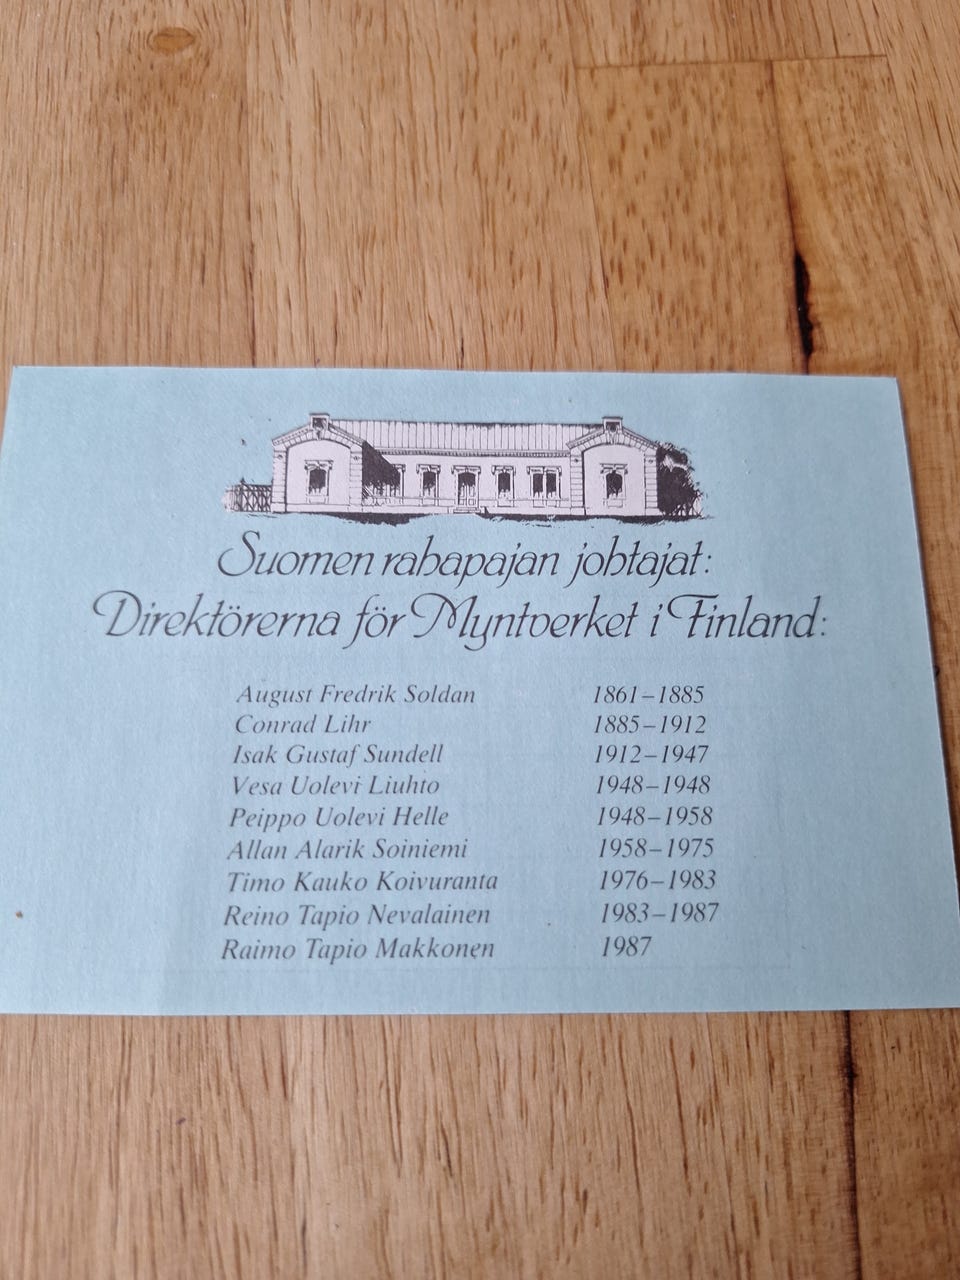 Suomen rahapajan johtajat:
Direktörerna för Myntverket i Finland:
August Fredrik Soldan 1861–1885
Conrad Lihr 1885–1912
Isak Gustaf Sundell 1912–1947
Vesa Uolevi Liuhto 1948–1948
Peippo Uolevi Helle 1948–1958
Allan Alarik Soiniemi 1958–1975
Timo Kauko Koivuranta 1976–1983
Reino Tapio Nevalainen 1983–1987
Raimo Tapio Makkonen 1987